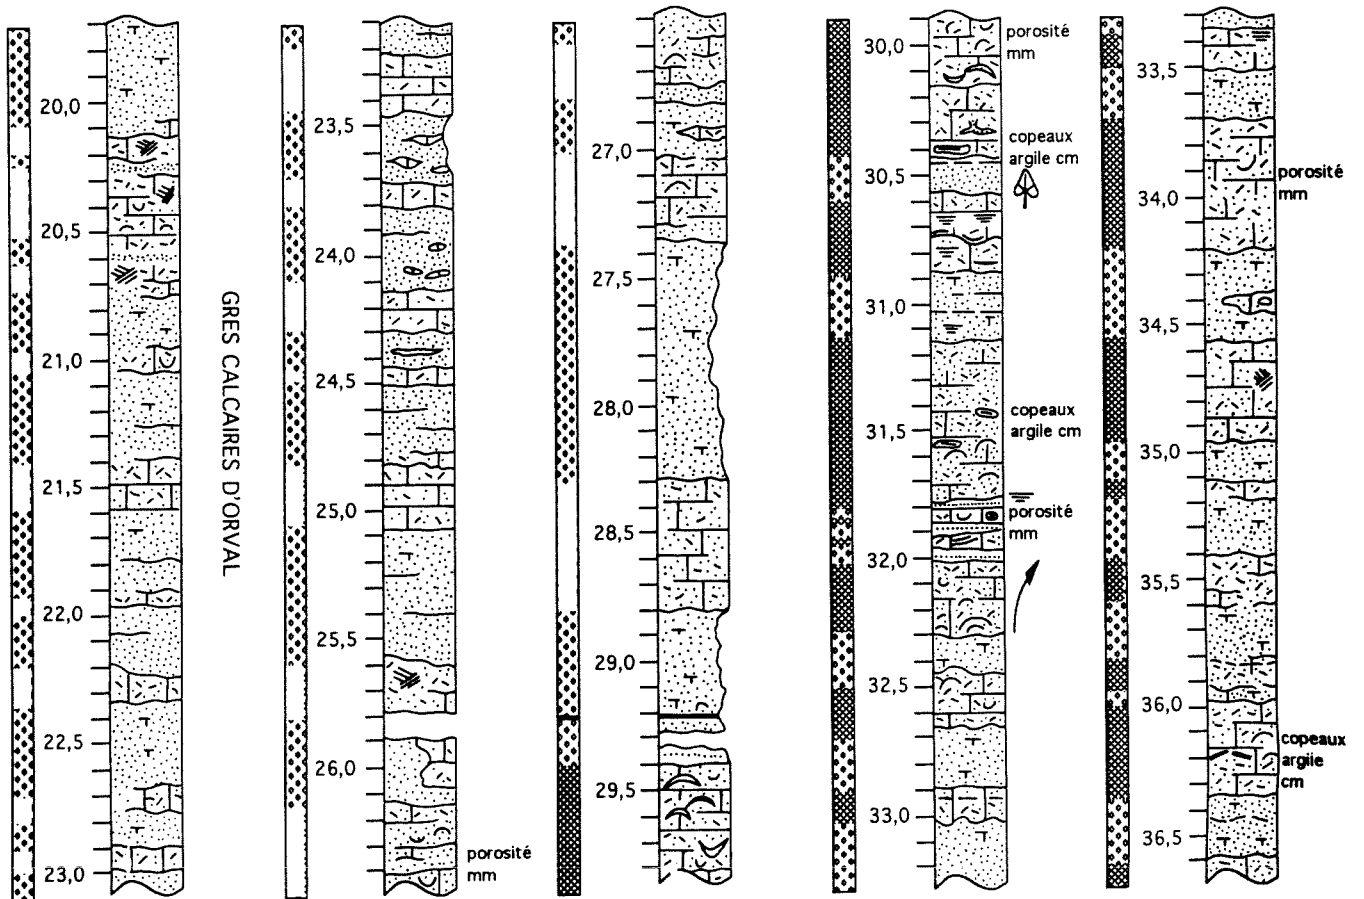 20,0
20,5
21,0
21,5
22,0
22,5
23,0
GRES CALCAIRES D'ORVAL
23,5
24,0
24,5
25,0
25,5
26,0
porosité
mm
27,0
27,5
28,0
28,5
29,0
29,5
30,0
30,5
31,0
31,5
32,0
32,5
33,0
porosité
mm
copeaux
argile cm
copeaux
argile cm
porosité
mm
33,5
34,0
34,5
35,0
35,5
36,0
36,5
porosité
mm
copeaux
argile
cm